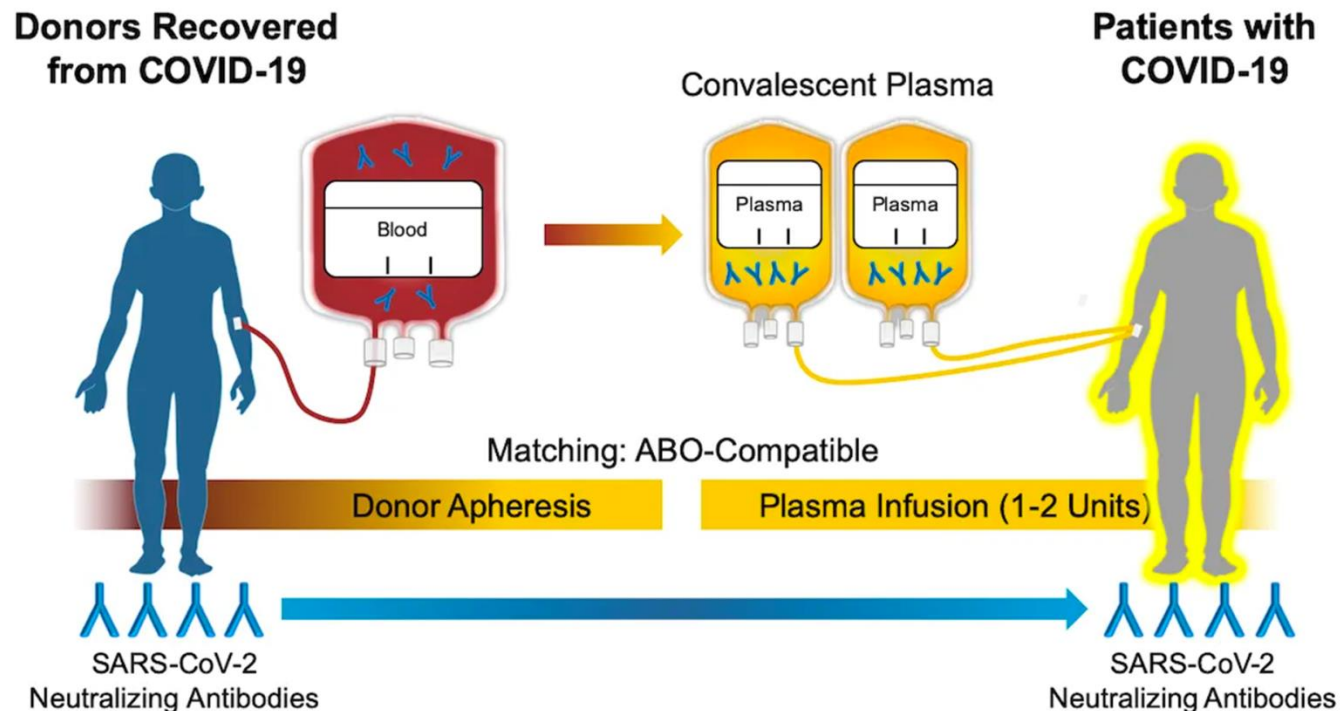 Donors Recovered
from COVID-19
Patients with
COVID-19
Convalescent Plasma
Blood
Plasma
Plasma
Matching: ABO-Compatible
Donor Apheresis
Plasma Infusion (1-2 Units)
SARS-CoV-2
Neutralizing Antibodies
SARS-CoV-2
Neutralizing Antibodies